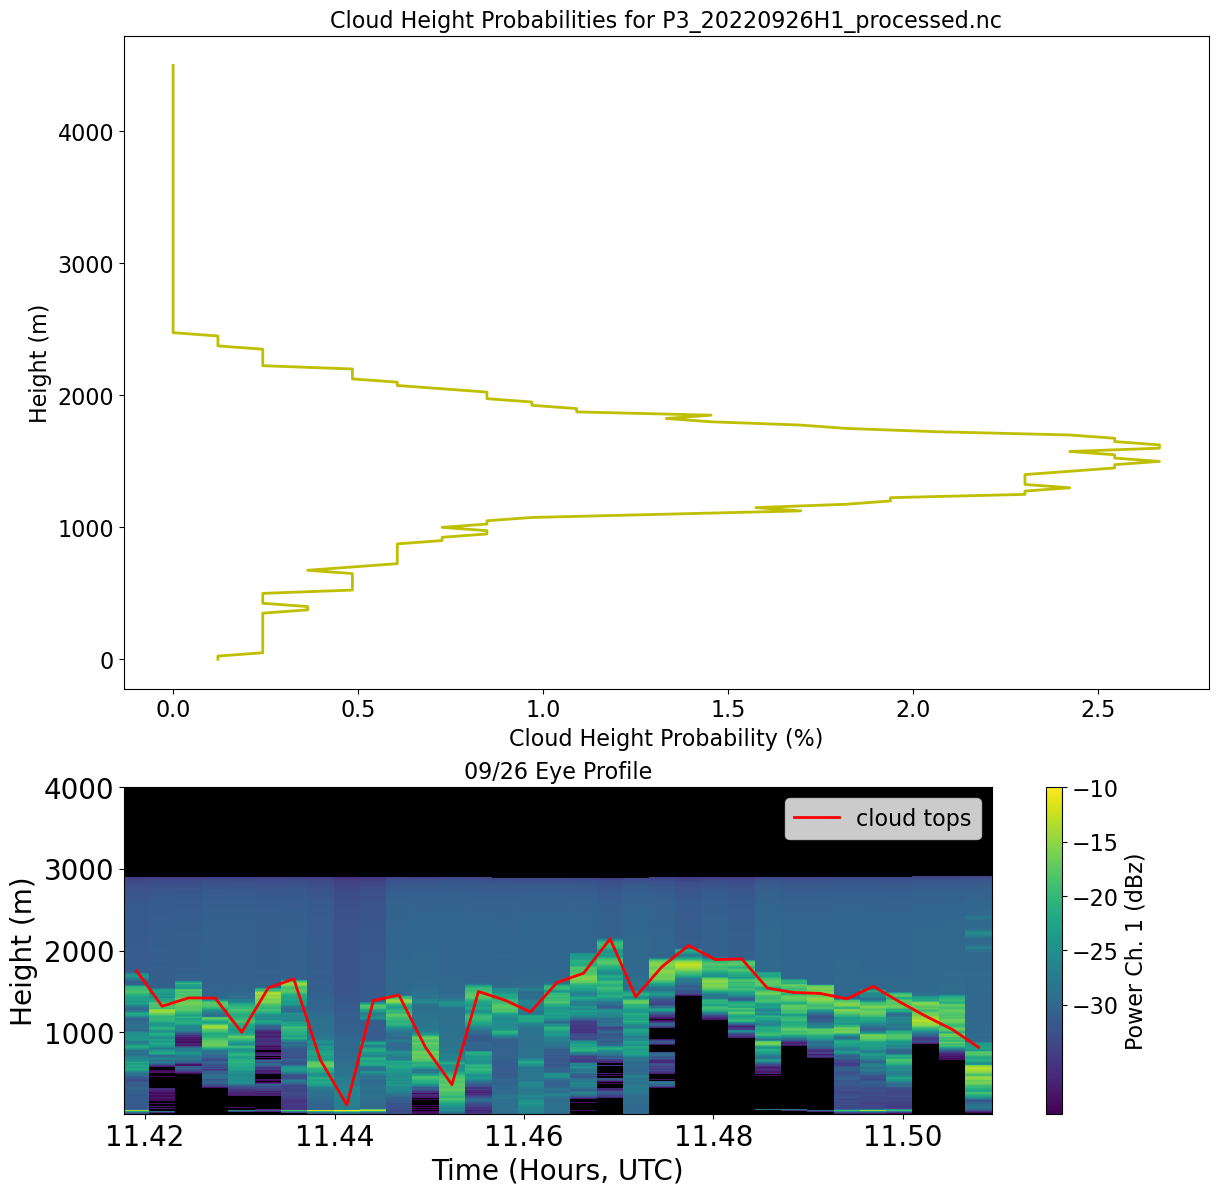 Cloud Height Probabilities for P3_20220926H1_processed.nc
4000
3000
2000
1000
0
Height (m)
0.0 0.5 1.0 1.5 2.0 2.5
Cloud Height Probability (%)
09/26 Eye Profile
4000
3000
2000
1000
Height (m)
cloud tops
11.42 11.44 11.46 11.48 11.50
Time (Hours, UTC)
−10
−15
−20
−25
−30
Power Ch. 1 (dBz)